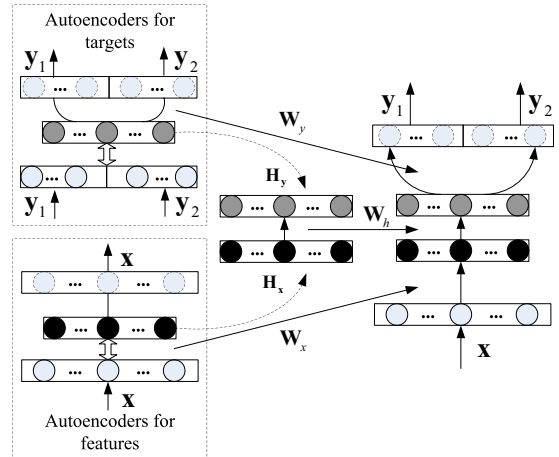 Autoencoders for
targets
y1 y2
y1 y2
Wy
Hy
Wh
y1 y2
x
Hx
Wx
x
x
Autoencoders for
features